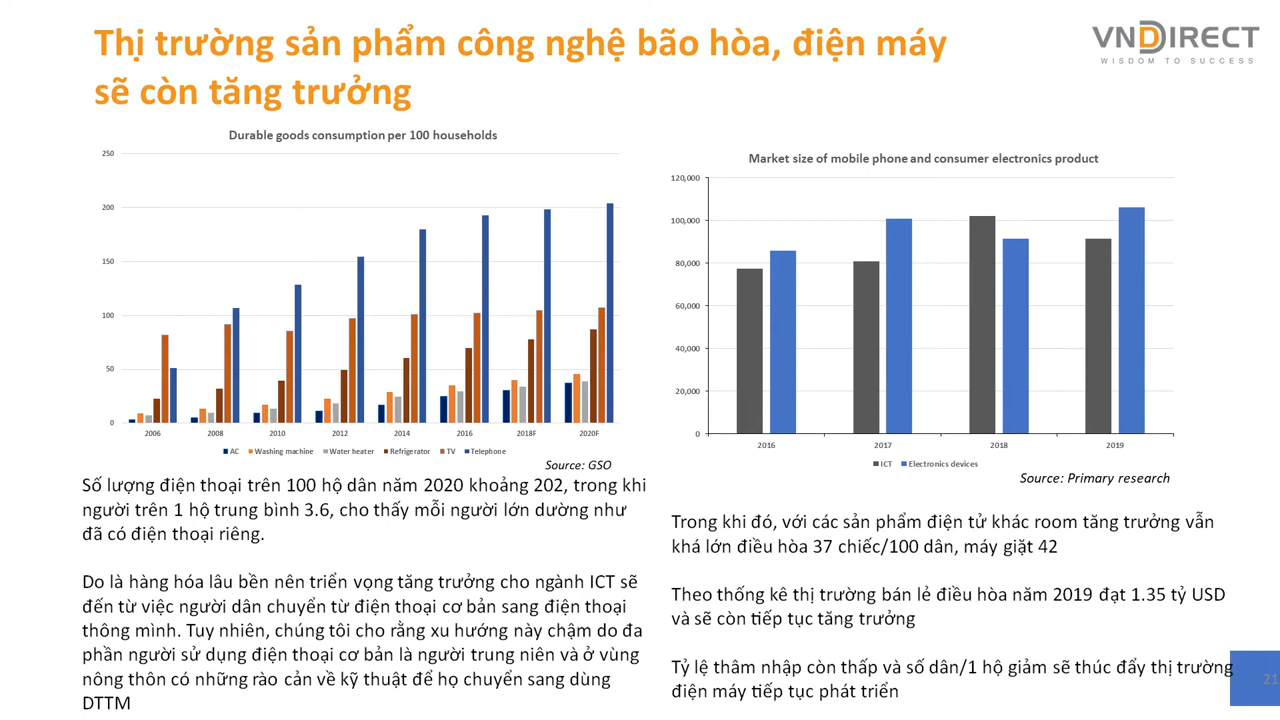 Thị trường sản phẩm công nghệ bão hòa, điện máy
sẽ còn tăng trưởng
VNDIRECT
WISDOM TO SUCCESS
Durable goods consumption per 100 households
250
200
150
100
50
0
2006 2008 2010 2012 2014 2016 2018F 2020F
AC Washing machine Water heater Refrigerator TV Telephone
Source: GSO
Số lượng điện thoại trên 100 hộ dân năm 2020 khoảng 202, trong khi
người trên 1 hộ trung bình 3.6, cho thấy mỗi người lớn dường như
đã có điện thoại riêng.
Do là hàng hóa lâu bền nên triển vọng tăng trưởng cho ngành ICT sẽ
đến từ việc người dân chuyển từ điện thoại cơ bản sang điện thoại
thông minh. Tuy nhiên, chúng tôi cho rằng xu hướng này chậm do đa
phần người sử dụng điện thoại cơ bản là người trung niên và ở vùng
nông thôn có những rào cản về kỹ thuật để họ chuyển sang dùng
DTTM
Market size of mobile phone and consumer electronics product
120,000
100,000
80,000
60,000
40,000
20,000
0
2016 2017 2018 2019
ICT Electronics devices
Source: Primary research
Trong khi đó, với các sản phẩm điện tử khác room tăng trưởng vẫn
khá lớn điều hòa 37 chiếc/100 dân, máy giặt 42
Theo thống kê thị trường bán lẻ điều hòa năm 2019 đạt 1.35 tỷ USD
và sẽ còn tiếp tục tăng trưởng
Tỷ lệ thâm nhập còn thấp và số dân/1 hộ giảm sẽ thúc đẩy thị trường
điện máy tiếp tục phát triển
21